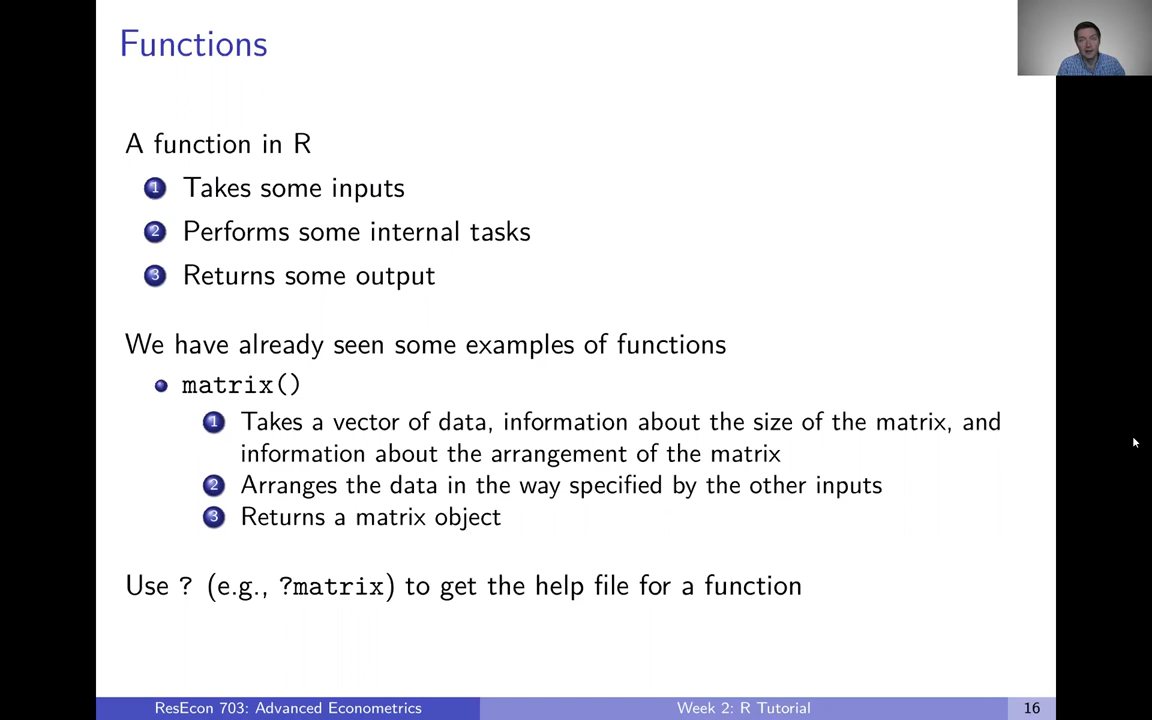 Functions
A function in R
1 Takes some inputs
2 Performs some internal tasks
3 Returns some output
We have already seen some examples of functions
matrix()
1 Takes a vector of data, information about the size of the matrix, and
information about the arrangement of the matrix
2 Arranges the data in the way specified by the other inputs
3 Returns a matrix object
Use ? (e.g., ?matrix) to get the help file for a function
ResEcon 703: Advanced Econometrics
Week 2: R Tutorial
16